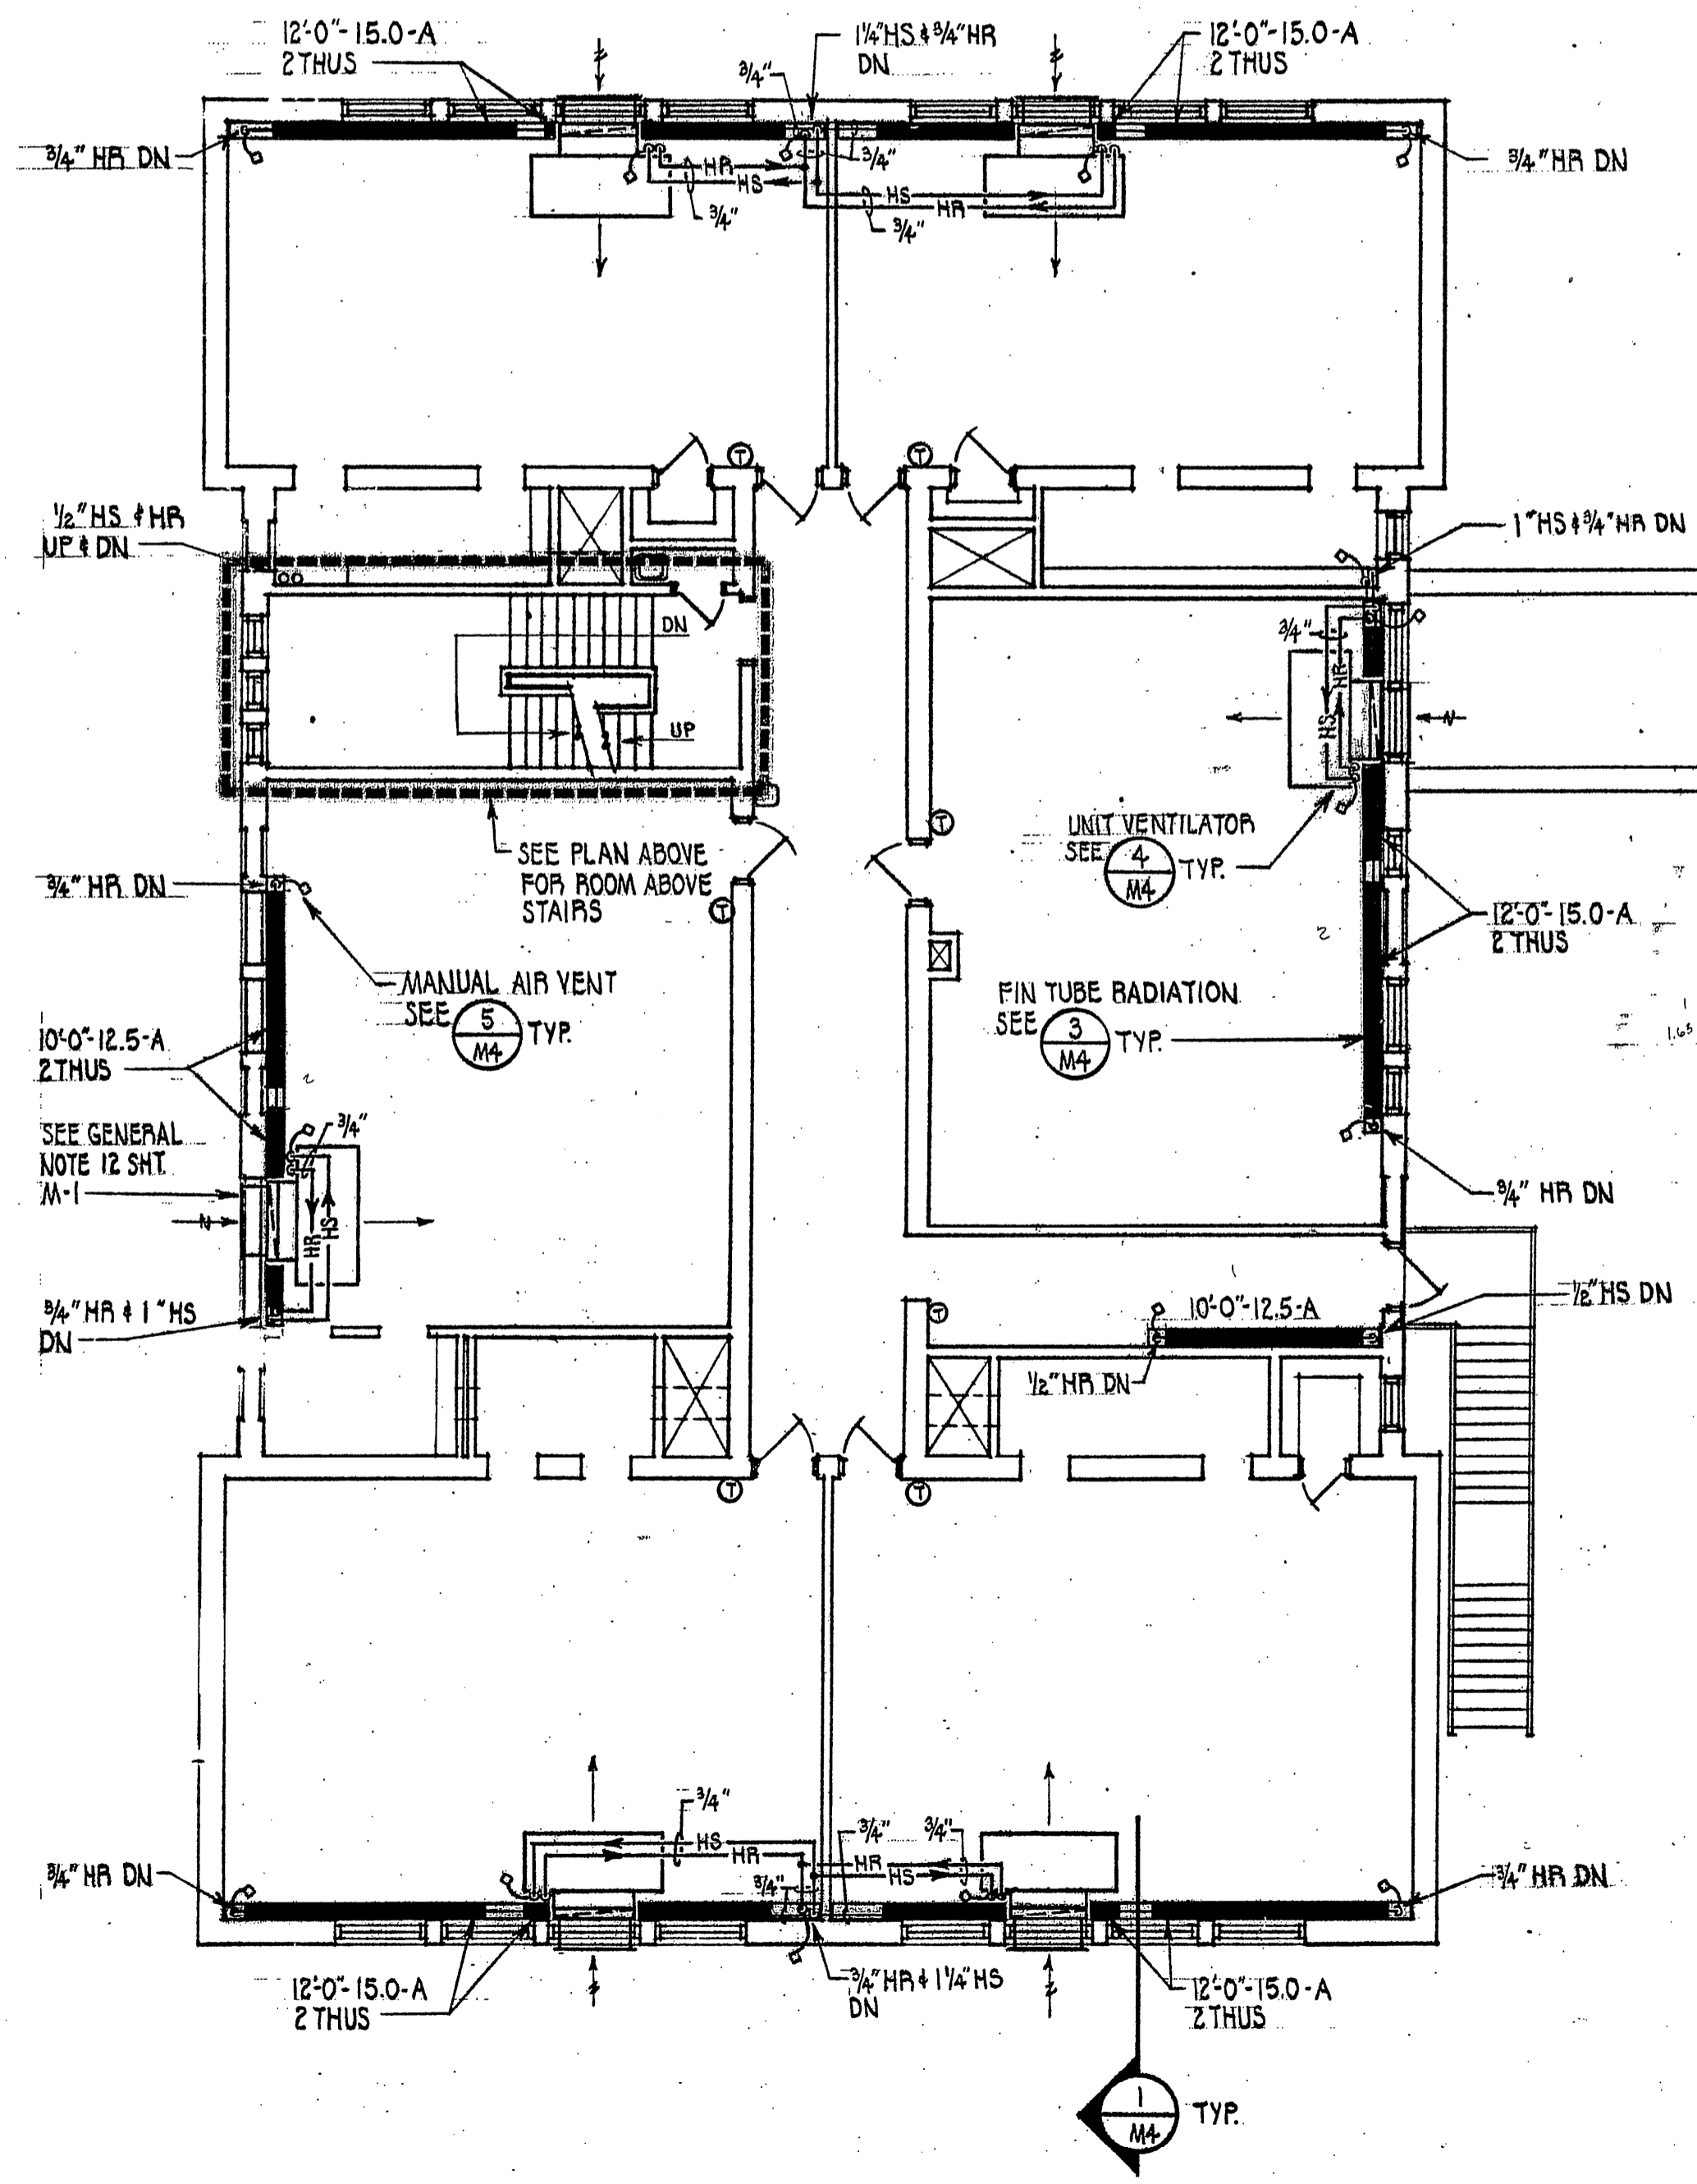 12'-0"-15.0-A
2 THUS
1¼"HS & ¾"HR
DN
12'-0"-15.0-A
2 THUS
3/4"
3/4" HR DN
3/4"
3/4" HR DN
HR
HS
3/4"
HS
HR
3/4"
T
T
1/2" HS & HR
UP & DN
1" HS & 3/4" HR DN
DN
3/4"
HR
HS
UP
N
UNIT VENTILATOR
SEE 4 M4 TYP.
T
SEE PLAN ABOVE
FOR ROOM ABOVE
STAIRS
3/4" HR DN
T
12'-0"-15.0-A
2 THUS
MANUAL AIR VENT
SEE 5 M4 TYP.
FIN TUBE RADIATION
SEE 3 M4 TYP.
1.65
10'-0"-12.5-A
2 THUS
3/4"
SEE GENERAL
NOTE 12 SHT.
M-1
N
HR
HS
3/4" HR DN
3/4" HR & 1" HS
DN
T
10'-0"-12.5-A
1/2" HS DN
1/2" HR DN
T
T
3/4"
HS
HR
3/4"
3/4"
HR
HS
3/4"
3/4" HR DN
3/4" HR DN
12'-0"-15.0-A
2 THUS
3/4" HR & 1¼" HS
DN
12'-0"-15.0-A
2 THUS
1
M4
TYP.